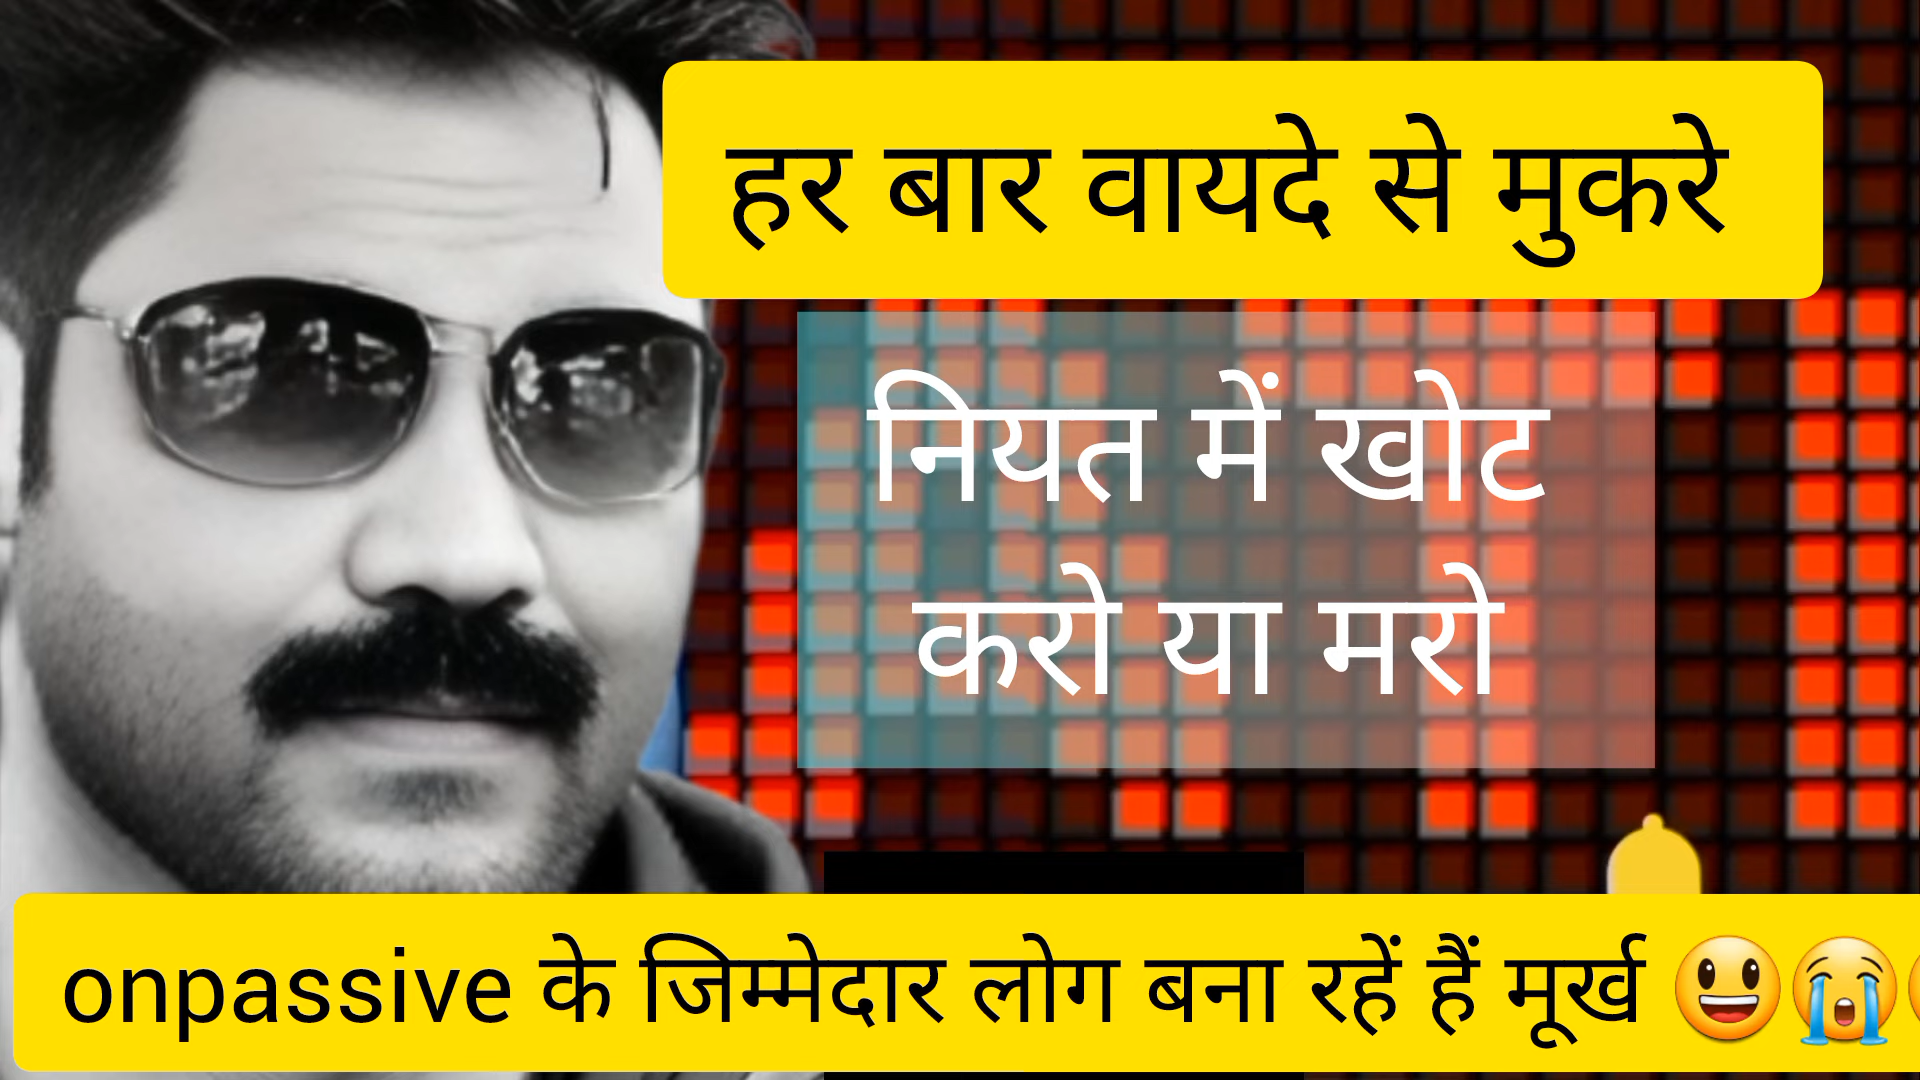 हर बार वायदे से मुकरे
नियत में खोट
करो या मरो
onpassive के जिम्मेदार लोग बना रहें हैं मूर्ख 😃😭